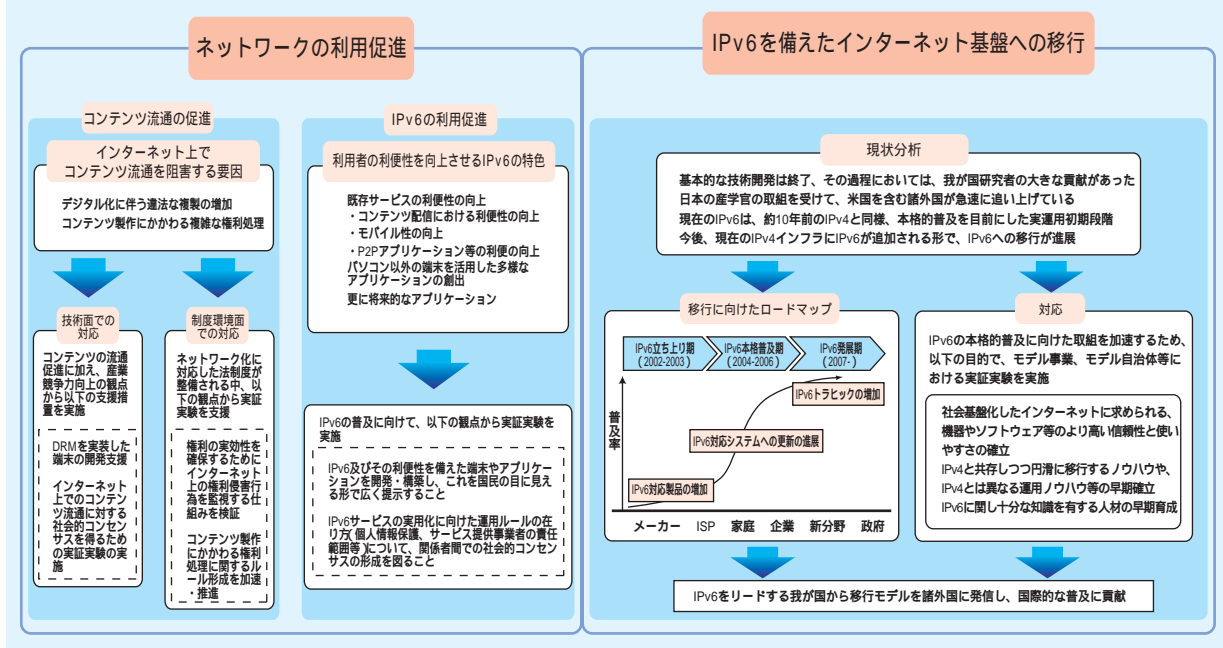 ネットワークの利用促進
コンテンツ流通の促進
インターネット上で
コンテンツ流通を阻害する要因
デジタル化に伴う違法な複製の増加
コンテンツ製作にかかわる複雑な権利処理
技術面での
対応
コンテンツの流通
促進に加え、産業
競争力向上の観点
から以下の支援措
置を実施
DRMを実装した
端末の開発支援
インターネット
上でのコンテン
ツ流通に対する
社会的コンセン
サスを得るため
の実証実験の実
施
制度環境面
での対応
ネットワーク化に
対応した法制度が
整備される中、以
下の観点から実証
実験を支援
権利の実効性を
確保するために
インターネット
上の権利侵害行
為を監視する仕
組みを検証
コンテンツ製作
にかかわる権利
処理に関するル
ール形成を加速
・推進
IPv6の利用促進
利用者の利便性を向上させるIPv6の特色
既存サービスの利便性の向上
・コンテンツ配信における利便性の向上
・モバイル性の向上
・P2Pアプリケーション等の利便の向上
パソコン以外の端末を活用した多様な
アプリケーションの創出
更に将来的なアプリケーション
IPv6の普及に向けて、以下の観点から実証実験を
実施
IPv6及びその利便性を備えた端末やアプリケー
ションを開発・構築し、これを国民の目に見え
る形で広く提示すること
IPv6サービスの実用化に向けた運用ルールの在
り方(個人情報保護、サービス提供事業者の責任
範囲等)について、関係者間での社会的コンセン
サスの形成を図ること
IPv6を備えたインターネット基盤への移行
現状分析
基本的な技術開発は終了、その過程においては、我が国研究者の大きな貢献があった
日本の産学官の取組を受けて、米国を含む諸外国が急速に追い上げている
現在のIPv6は、約10年前のIPv4と同様、本格的普及を目前にした実運用初期段階
今後、現在のIPv4インフラにIPv6が追加される形で、IPv6への移行が進展
移行に向けたロードマップ
IPv6立ち上り期
(2002-2003)
IPv6本格普及期
(2004-2006)
IPv6発展期
(2007-)
普及率
IPv6トラヒックの増加
IPv6対応システムへの更新の進展
IPv6対応製品の増加
メーカー ISP 家庭 企業 新分野 政府
対応
IPv6の本格的普及に向けた取組を加速するため、
以下の目的で、モデル事業、モデル自治体等に
おける実証実験を実施
社会基盤化したインターネットに求められる、
機器やソフトウェア等のより高い信頼性と使い
やすさの確立
IPv4と共存しつつ円滑に移行するノウハウや、
IPv4とは異なる運用ノウハウ等の早期確立
IPv6に関し十分な知識を有する人材の早期育成
IPv6をリードする我が国から移行モデルを諸外国に発信し、国際的な普及に貢献